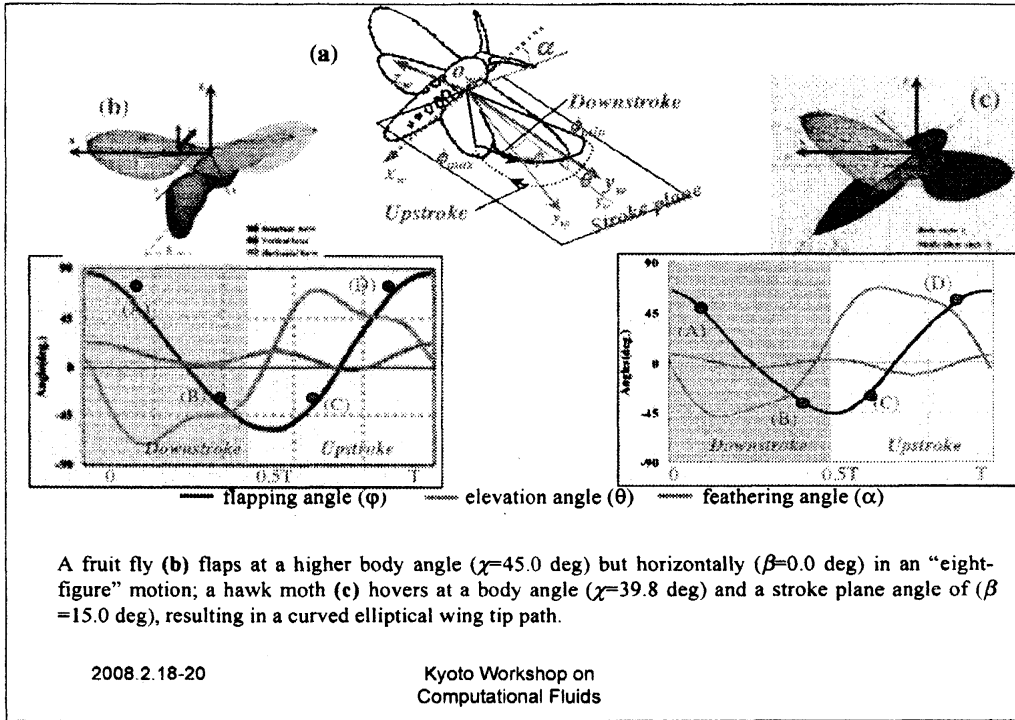 (a)
(b)
(c)
α
o
Downstroke
Upstroke
Stroke plane
90
45
0
-45
-90
Angles(deg.)
(B)
(C)
(D)
Downstroke
Upstroke
0
0.5T
T
90
45
0
-45
-90
Angles(deg.)
(A)
(B)
(C)
(D)
Downstroke
Upstroke
0
0.5T
T
flapping angle (φ)
elevation angle (θ)
feathering angle (α)
A fruit fly (b) flaps at a higher body angle (χ=45.0 deg) but horizontally (β=0.0 deg) in an “eight-
figure” motion; a hawk moth (c) hovers at a body angle (χ=39.8 deg) and a stroke plane angle of (β
=15.0 deg), resulting in a curved elliptical wing tip path.
2008.2.18-20
Kyoto Workshop on
Computational Fluids